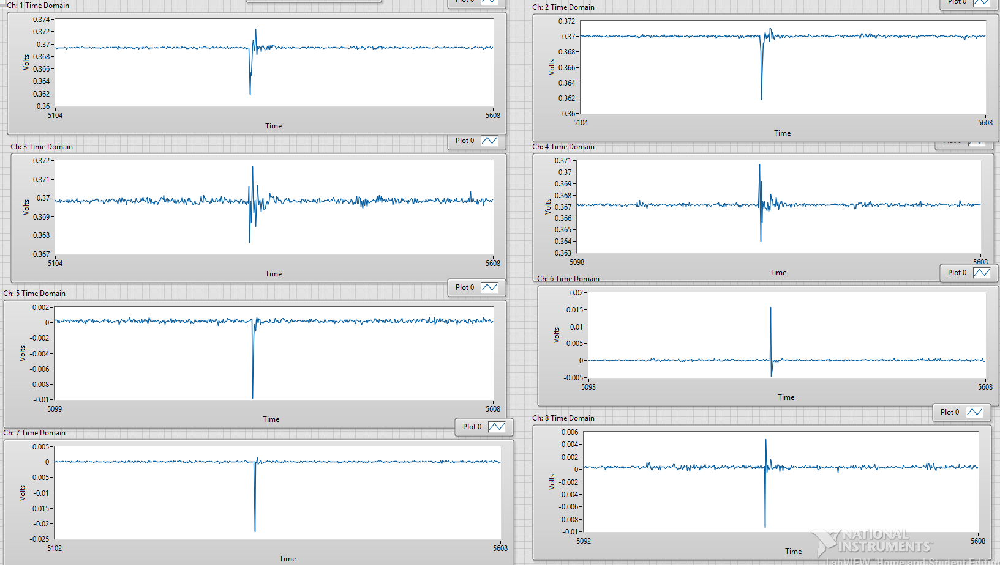 Plot 0
Plot 0
Ch: 1 Time Domain
Ch: 2 Time Domain
0.374
0.372
0.37
0.368
0.366
0.364
0.362
0.36
Volts
5104
5608
Time
0.372
0.37
0.368
0.366
0.364
0.362
0.36
Volts
5104
5608
Time
Plot 0
Plot 0
Ch: 3 Time Domain
Ch: 4 Time Domain
0.372
0.371
0.37
0.369
0.368
0.367
Volts
5104
5608
Time
0.371
0.37
0.369
0.368
0.367
0.366
0.365
0.364
0.363
Volts
5098
5608
Time
Plot 0
Plot 0
Ch: 5 Time Domain
Ch: 6 Time Domain
0.002
0
-0.002
-0.004
-0.006
-0.008
-0.01
Volts
5099
5608
Time
0.02
0.015
0.01
0.005
0
-0.005
Volts
5093
5608
Time
Plot 0
Plot 0
Ch: 7 Time Domain
Ch: 8 Time Domain
0.005
0
-0.005
-0.01
-0.015
-0.02
-0.025
Volts
5102
5608
Time
0.006
0.004
0.002
0
-0.002
-0.004
-0.006
-0.008
-0.01
Volts
5092
5608
Time
NATIONAL
INSTRUMENTS™
LabVIEW™ Home and Student Edition